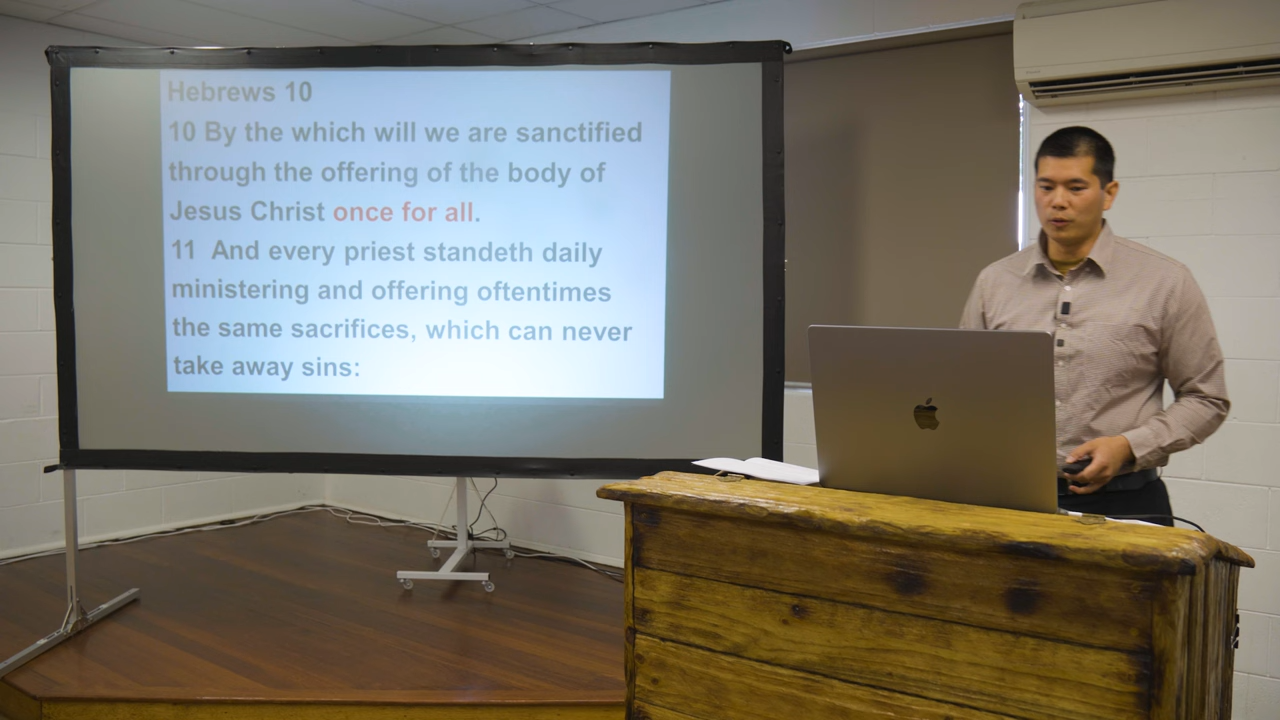 Hebrews 10
10 By the which will we are sanctified
through the offering of the body of
Jesus Christ once for all.
11  And every priest standeth daily
ministering and offering oftentimes
the same sacrifices, which can never
take away sins: